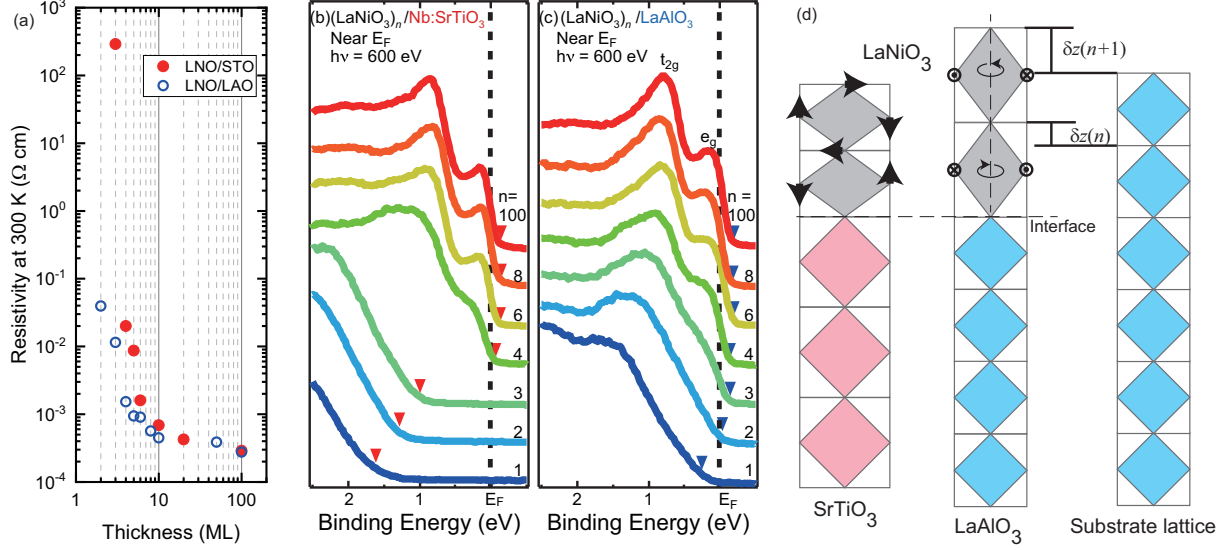 (a)
Resistivity at 300 K (Ω cm)
10³
10²
10¹
10⁰
10⁻¹
10⁻²
10⁻³
10⁻⁴
LNO/STO
LNO/LAO
1
10
100
Thickness (ML)
(b)(LaNiO₃)ₙ/Nb:SrTiO₃
Near E_F
hν = 600 eV
n=
100
8
6
4
3
2
1
2
1
E_F
Binding Energy (eV)
(c)(LaNiO₃)ₙ/LaAlO₃
Near E_F
hν = 600 eV
t₂g
e_g
n=
100
8
6
4
3
2
1
2
1
E_F
Binding Energy (eV)
(d)
LaNiO₃
δz(n+1)
δz(n)
Interface
SrTiO₃
LaAlO₃
Substrate lattice